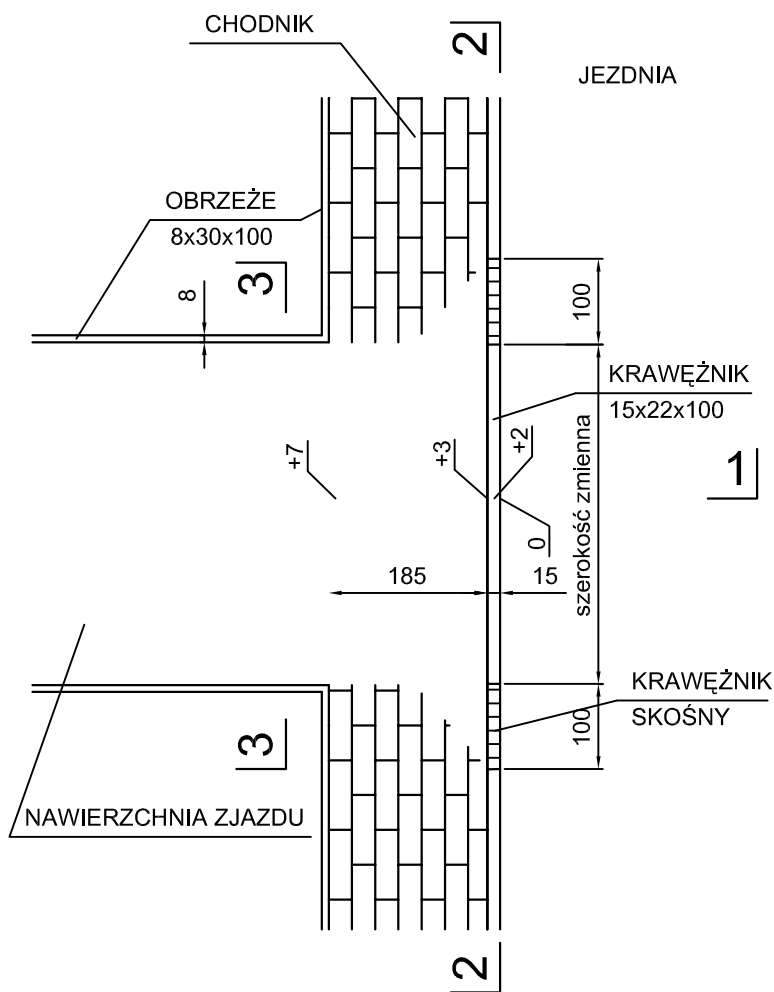 CHODNIK
2
JEZDNIA
OBRZEŻE
8x30x100
3
8
100
KRAWĘŻNIK
15x22x100
+7
+3
+2
1
0
szerokość zmienna
185
15
KRAWĘŻNIK
SKOŚNY
100
3
NAWIERZCHNIA ZJAZDU
2